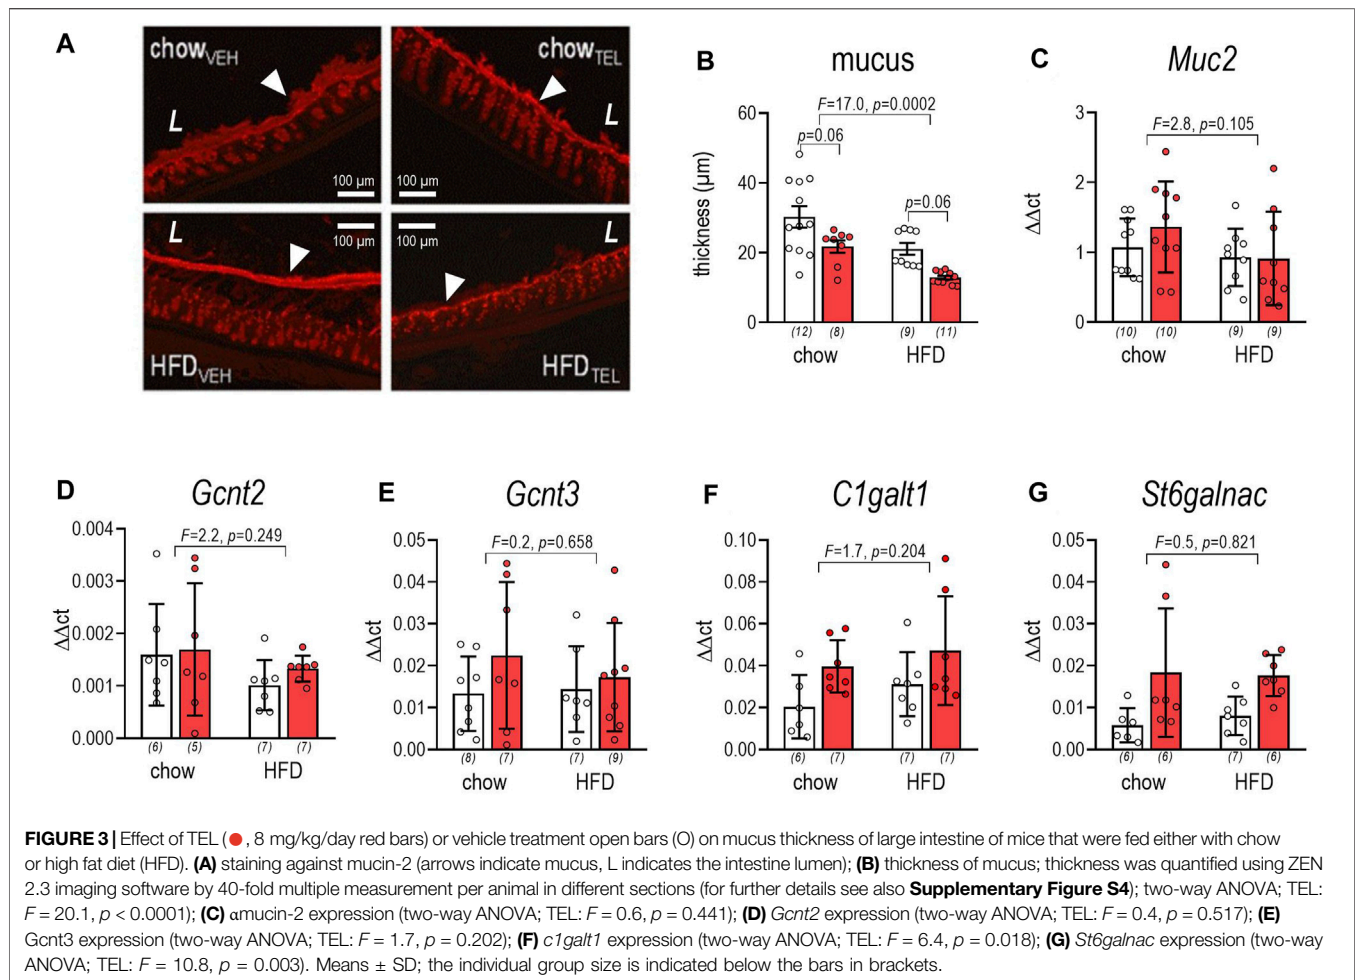 A
chow VEH
L
100 µm
chow TEL
L
100 µm
L
100 µm
HFD VEH
100 µm
L
HFD TEL
B
mucus
F=17.0, p=0.0002
p=0.06
p=0.06
thickness (µm)
60
40
20
0
(12) (8) (9) (11)
chow HFD
C
Muc2
F=2.8, p=0.105
ΔΔct
3
2
1
0
(10) (10) (9) (9)
chow HFD
D
Gcnt2
F=2.2, p=0.249
ΔΔct
0.004
0.003
0.002
0.001
0.000
(6) (5) (7) (7)
chow HFD
E
Gcnt3
F=0.2, p=0.658
ΔΔct
0.05
0.04
0.03
0.02
0.01
0.00
(8) (7) (7) (9)
chow HFD
F
C1galt1
F=1.7, p=0.204
ΔΔct
0.10
0.08
0.06
0.04
0.02
0.00
(6) (7) (7) (7)
chow HFD
G
St6galnac
F=0.5, p=0.821
ΔΔct
0.05
0.04
0.03
0.02
0.01
0.00
(6) (6) (7) (6)
chow HFD
FIGURE 3 | Effect of TEL (●, 8 mg/kg/day red bars) or vehicle treatment open bars (O) on mucus thickness of large intestine of mice that were fed either with chow
or high fat diet (HFD). (A) staining against mucin-2 (arrows indicate mucus, L indicates the intestine lumen); (B) thickness of mucus; thickness was quantified using ZEN
2.3 imaging software by 40-fold multiple measurement per animal in different sections (for further details see also Supplementary Figure S4); two-way ANOVA; TEL:
F = 20.1, p < 0.0001); (C) αmucin-2 expression (two-way ANOVA; TEL: F = 0.6, p = 0.441); (D) Gcnt2 expression (two-way ANOVA; TEL: F = 0.4, p = 0.517); (E)
Gcnt3 expression (two-way ANOVA; TEL: F = 1.7, p = 0.202); (F) c1galt1 expression (two-way ANOVA; TEL: F = 6.4, p = 0.018); (G) St6galnac expression (two-way
ANOVA; TEL: F = 10.8, p = 0.003). Means ± SD; the individual group size is indicated below the bars in brackets.